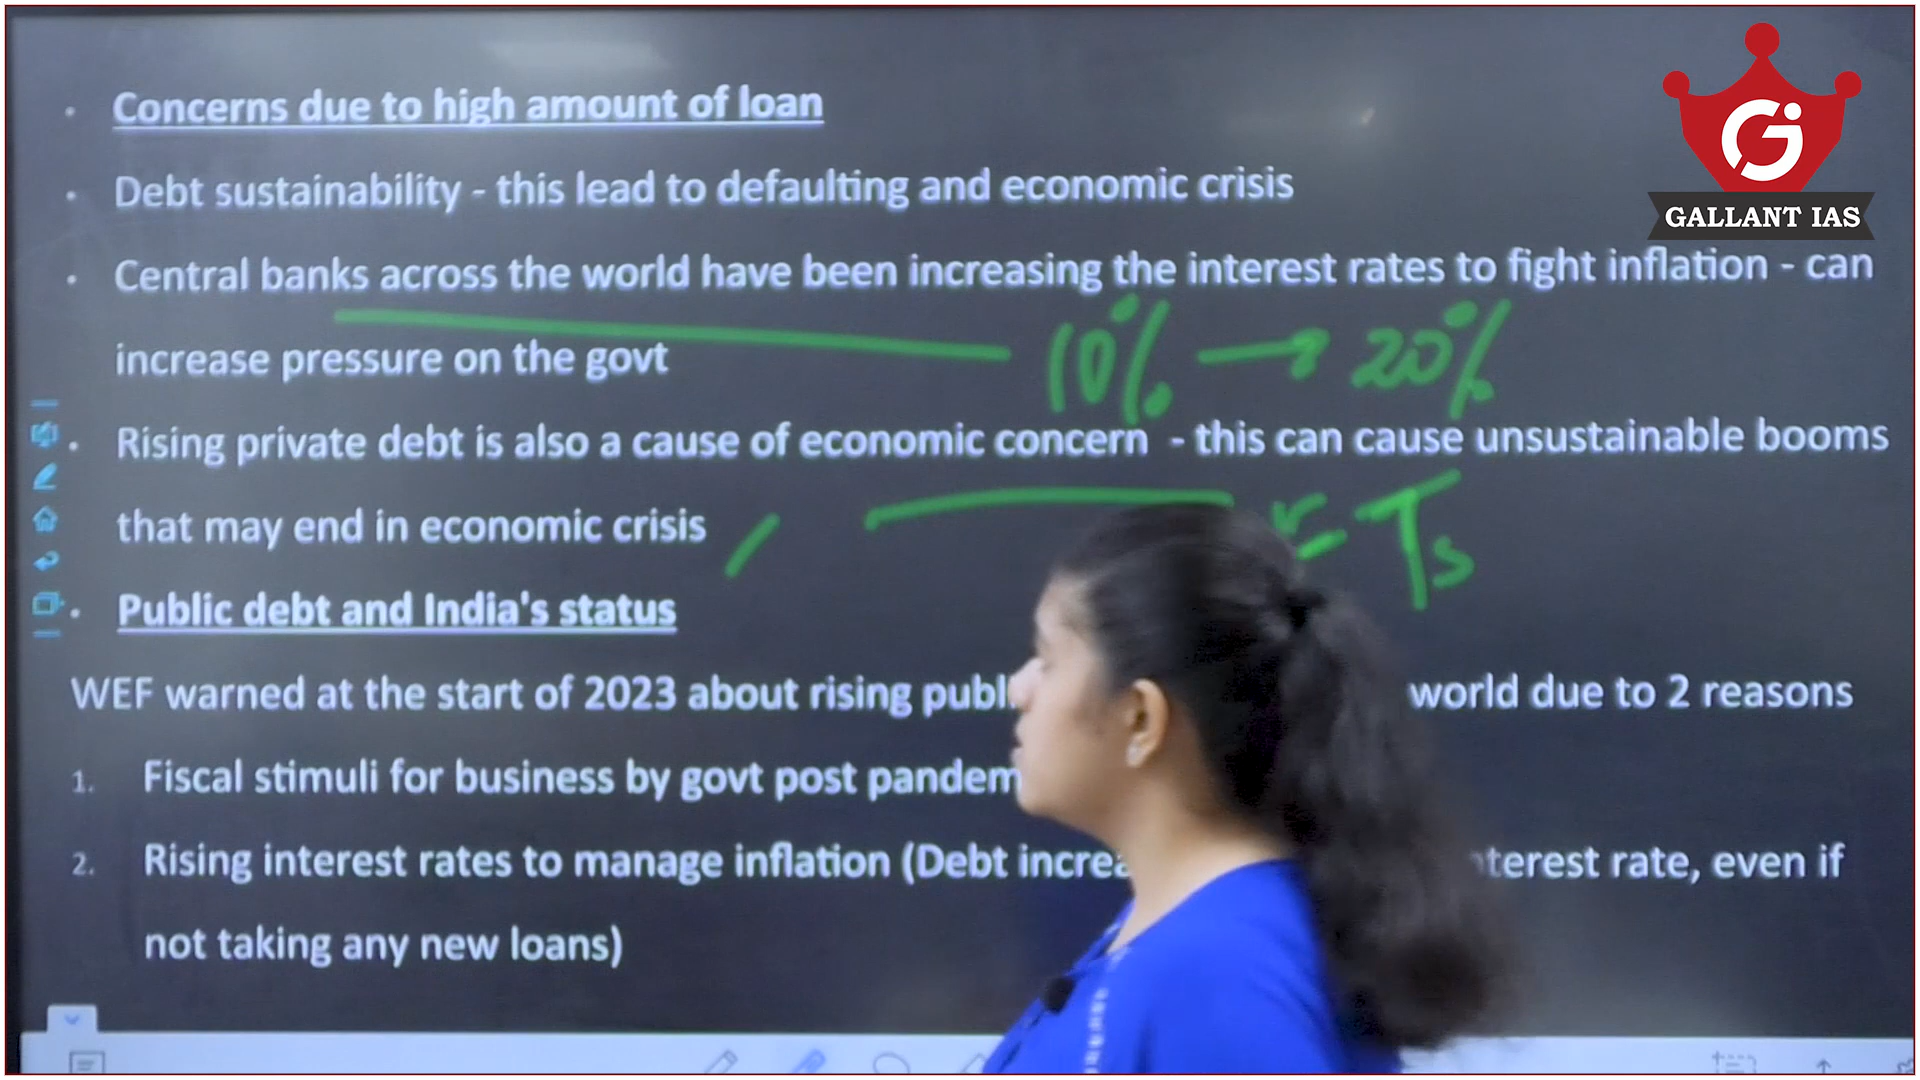 Concerns due to high amount of loan
GALLANT IAS
Debt sustainability - this lead to defaulting and economic crisis
Central banks across the world have been increasing the interest rates to fight inflation - can
increase pressure on the govt
10% → 20%
Rising private debt is also a cause of economic concern - this can cause unsustainable booms
that may end in economic crisis
Public debt and India's status
WEF warned at the start of 2023 about rising world due to 2 reasons
1. Fiscal stimuli for business by govt post
2. Rising interest rates to manage inflation (Debt rate, even if
not taking any new loans)